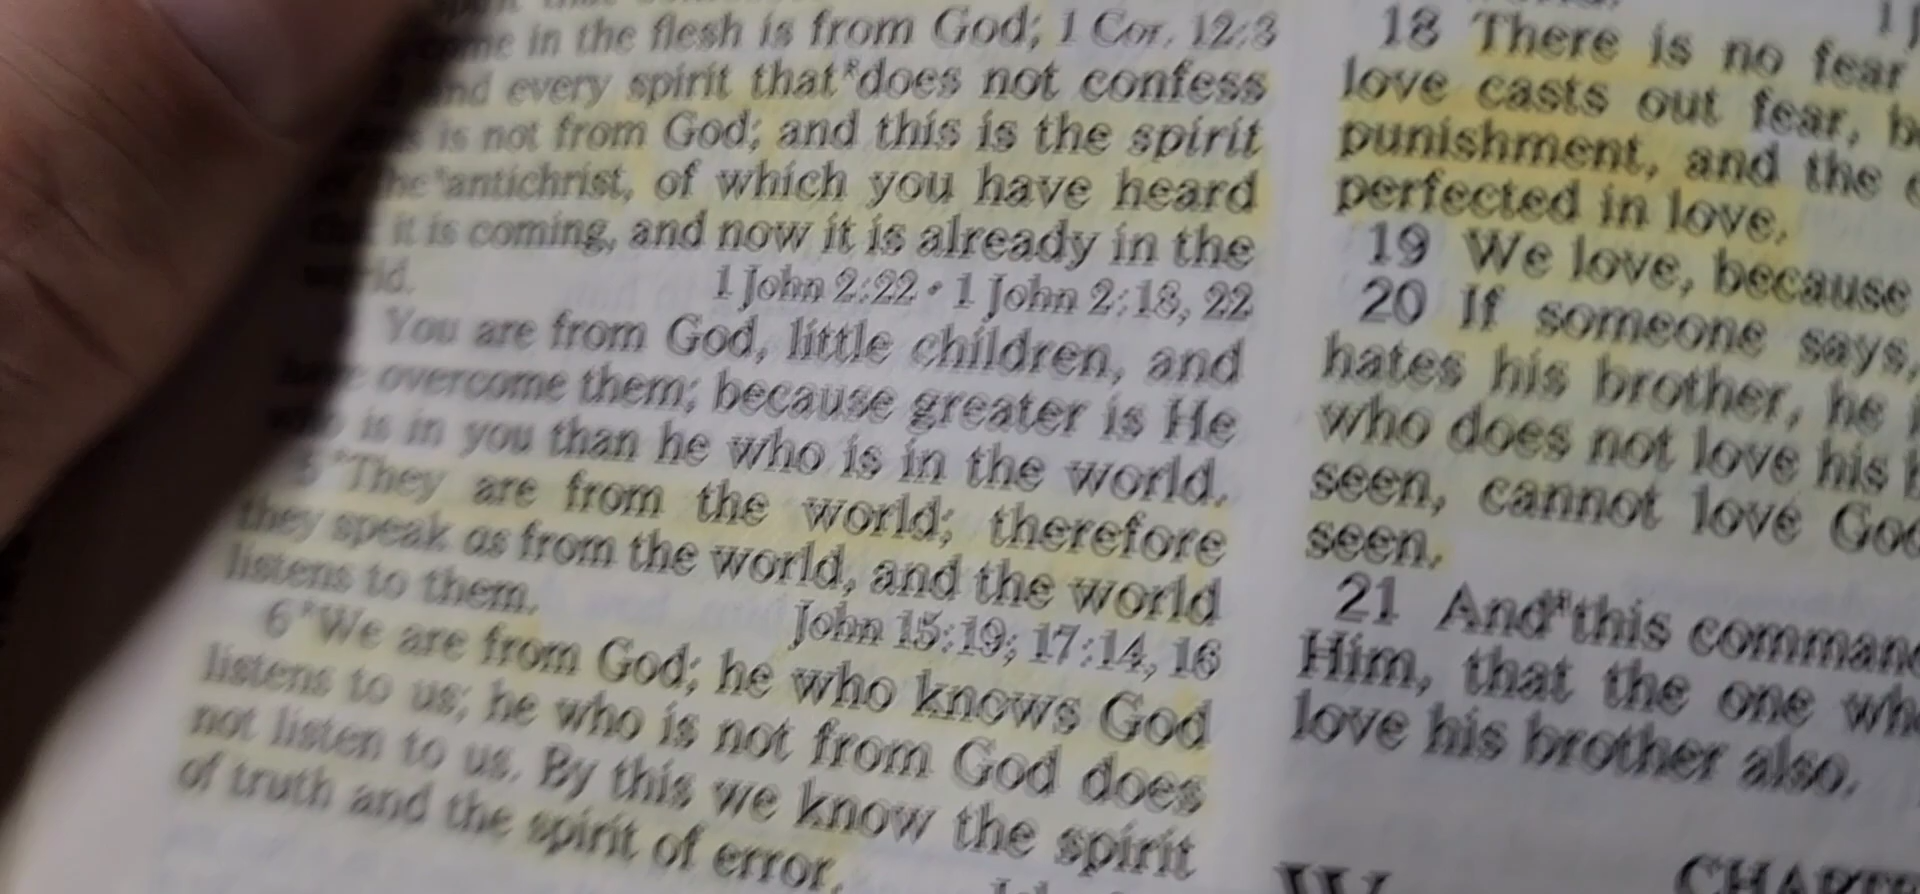 in the flesh is from God; 1 Cor. 12:3
and every spirit that *does not confess
is not from God; and this is the spirit
the *antichrist, of which you have heard
it is coming, and now it is already in the
1 John 2:22 • 1 John 2:18, 22
You are from God, little children, and
overcome them; because greater is He
is in you than he who is in the world.
5 *They are from the world; therefore
they speak as from the world, and the world
listens to them.
John 15:19; 17:14, 16
6 *We are from God; he who knows God
listens to us; he who is not from God does
not listen to us. By this we know the spirit
of truth and the spirit of error.
18 There is no fear
love casts out fear,
punishment, and the
perfected in love.
19 We love, because
20 If someone says,
hates his brother, he
who does not love his
seen, cannot love
seen.
21 And *this
Him, that the one
love his brother also.